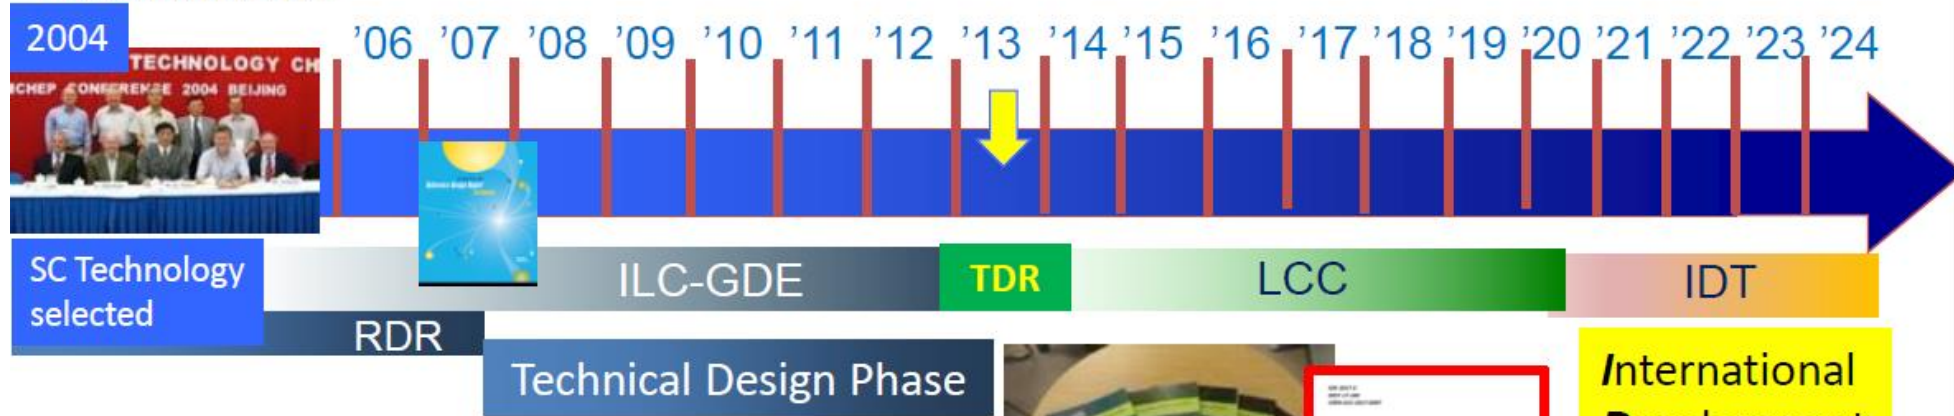 2004
'06 '07 '08 '09 '10 '11 '12 '13 '14 '15 '16 '17 '18 '19 '20 '21 '22 '23 '24
TECHNOLOGY CH
ICHEP CONFERENCE 2004 BEIJING
SC Technology
selected
ILC-GDE
TDR
LCC
IDT
RDR
Technical Design Phase
International